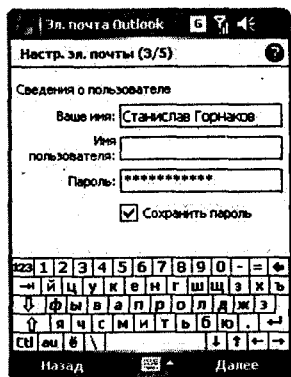 Эл. почта Outlook
Настр. эл. почты (3/5)
Сведения о пользователе
Ваше имя: Станислав Горнаков
Имя
пользователя:
Пароль: ***********
Сохранить пароль
123 1 2 3 4 5 6 7 8 9 0 - =
й ц у к е н г ш щ з х ъ
ф ы в а п р о л д ж э
я ч с м и т ь б ю .
Ctl ай ё \
Назад Далее